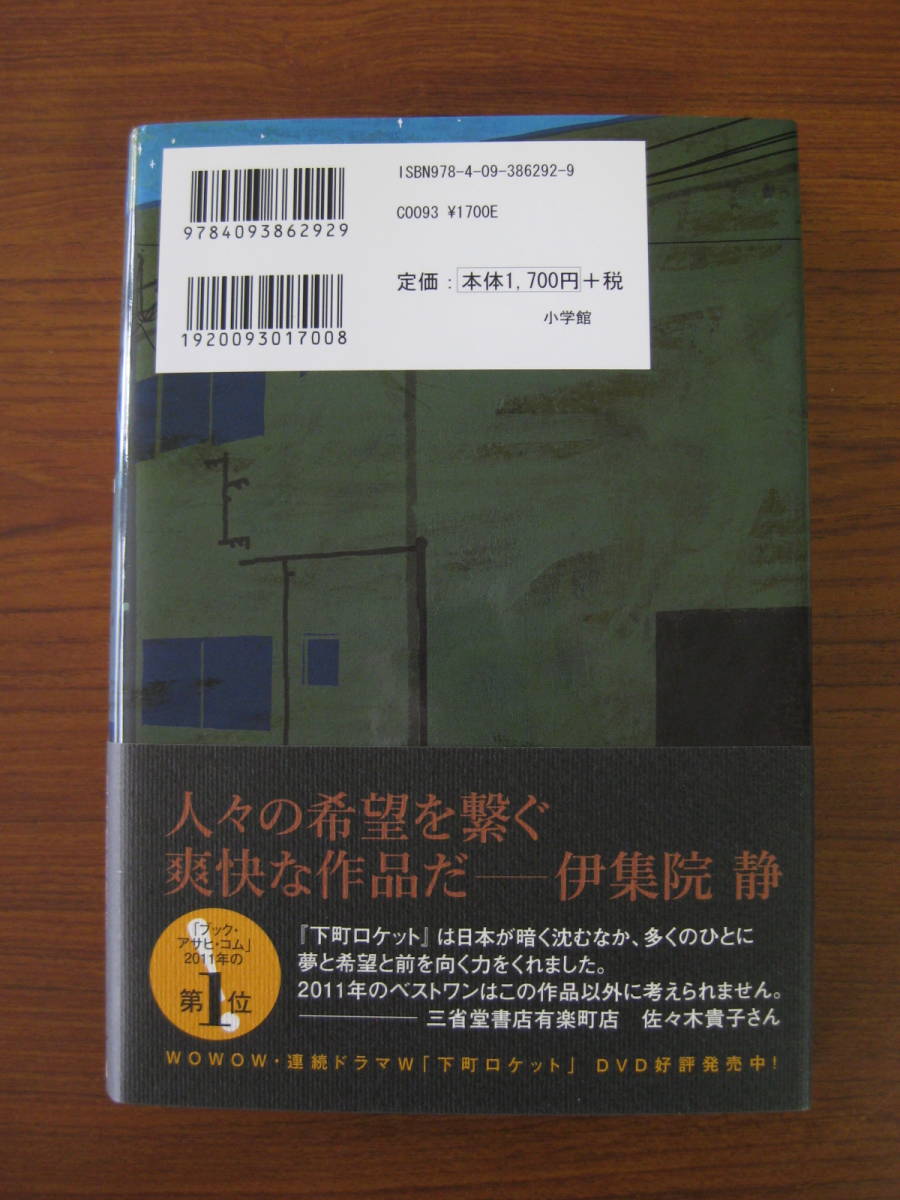 ISBN978-4-09-386292-9
C0093 ¥1700E
9784093862929
定価：本体1,700円＋税
1920093017008
小学館
人々の希望を繋ぐ
爽快な作品だ――伊集院 静
「ブック・
アサヒ・コム」
2011年の
第1位
『下町ロケット』は日本が暗く沈むなか、多くのひとに
夢と希望と前を向く力をくれました。
2011年のベストワンはこの作品以外に考えられません。
――――三省堂書店有楽町店　佐々木貴子さん
WOWOW・連続ドラマW「下町ロケット」 DVD好評発売中！